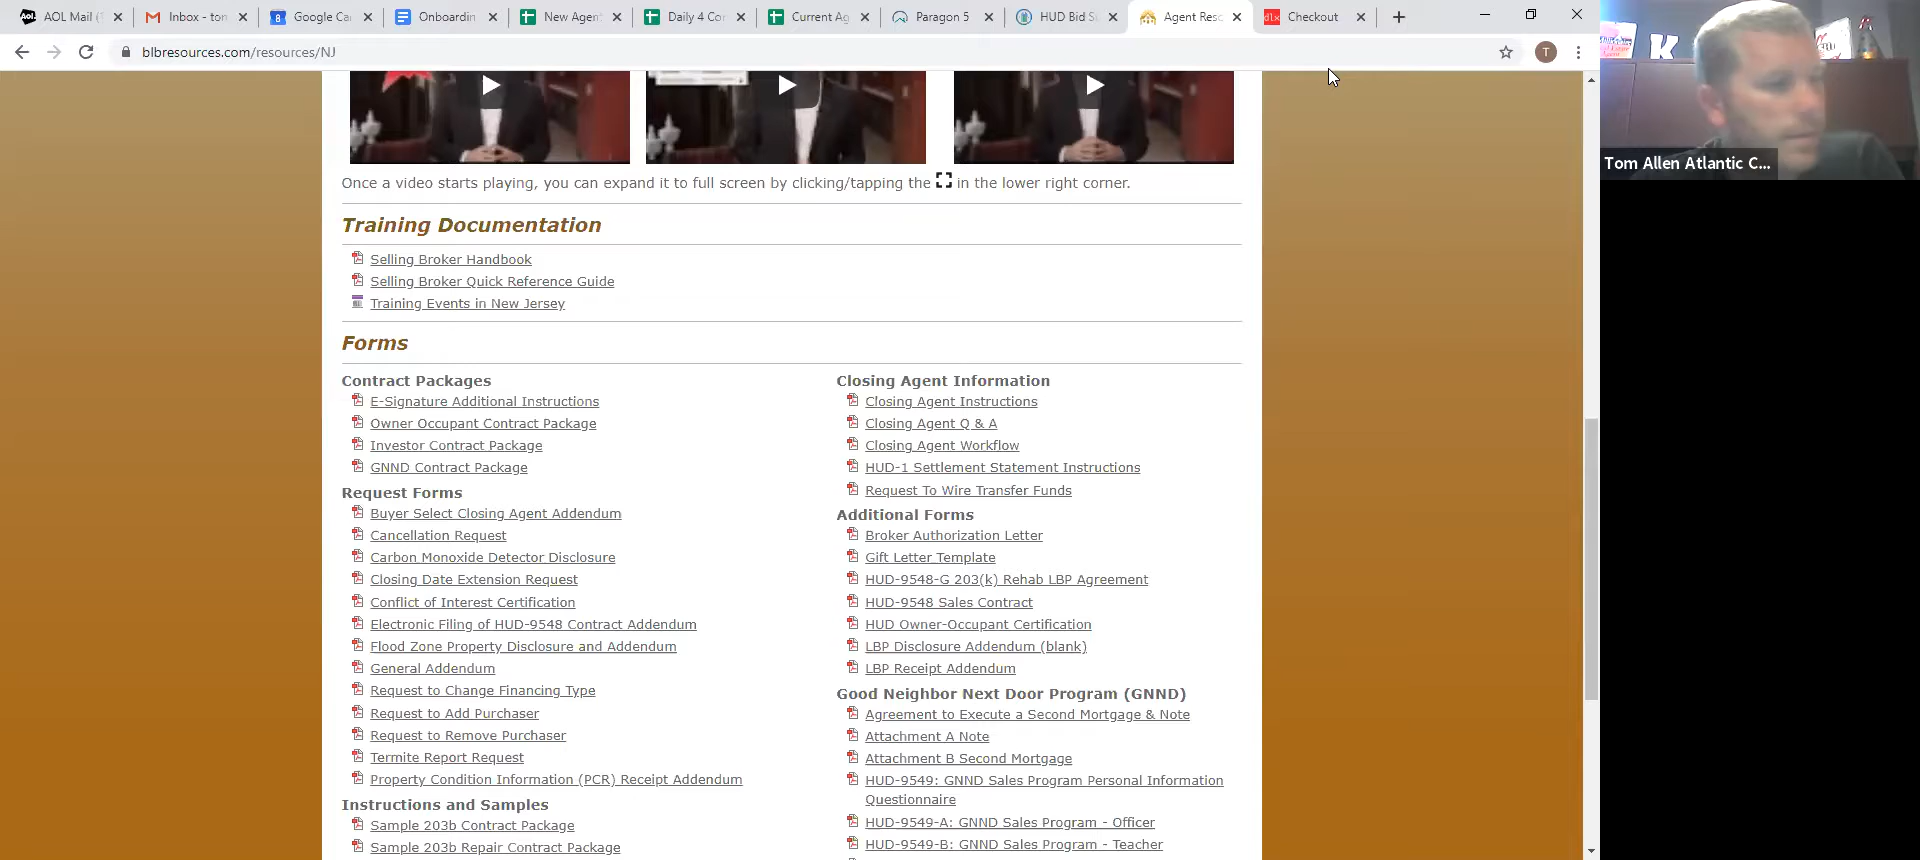 AOL Mail (
Inbox - ton
Google Ca
Onboardin
New Agen
Daily 4 Co
Current Ag
Paragon 5
HUD Bid S
Agent Reso
dlx
Checkout
blbresources.com/resources/NJ
T
Tom Allen Atlantic C...
Once a video starts playing, you can expand it to full screen by clicking/tapping the in the lower right corner.
Training Documentation
Selling Broker Handbook
Selling Broker Quick Reference Guide
Training Events in New Jersey
Forms
Contract Packages
E-Signature Additional Instructions
Owner Occupant Contract Package
Investor Contract Package
GNND Contract Package
Request Forms
Buyer Select Closing Agent Addendum
Cancellation Request
Carbon Monoxide Detector Disclosure
Closing Date Extension Request
Conflict of Interest Certification
Electronic Filing of HUD-9548 Contract Addendum
Flood Zone Property Disclosure and Addendum
General Addendum
Request to Change Financing Type
Request to Add Purchaser
Request to Remove Purchaser
Termite Report Request
Property Condition Information (PCR) Receipt Addendum
Instructions and Samples
Sample 203b Contract Package
Sample 203b Repair Contract Package
Closing Agent Information
Closing Agent Instructions
Closing Agent Q & A
Closing Agent Workflow
HUD-1 Settlement Statement Instructions
Request To Wire Transfer Funds
Additional Forms
Broker Authorization Letter
Gift Letter Template
HUD-9548-G 203(k) Rehab LBP Agreement
HUD-9548 Sales Contract
HUD Owner-Occupant Certification
LBP Disclosure Addendum (blank)
LBP Receipt Addendum
Good Neighbor Next Door Program (GNND)
Agreement to Execute a Second Mortgage & Note
Attachment A Note
Attachment B Second Mortgage
HUD-9549: GNND Sales Program Personal Information
Questionnaire
HUD-9549-A: GNND Sales Program - Officer
HUD-9549-B: GNND Sales Program - Teacher